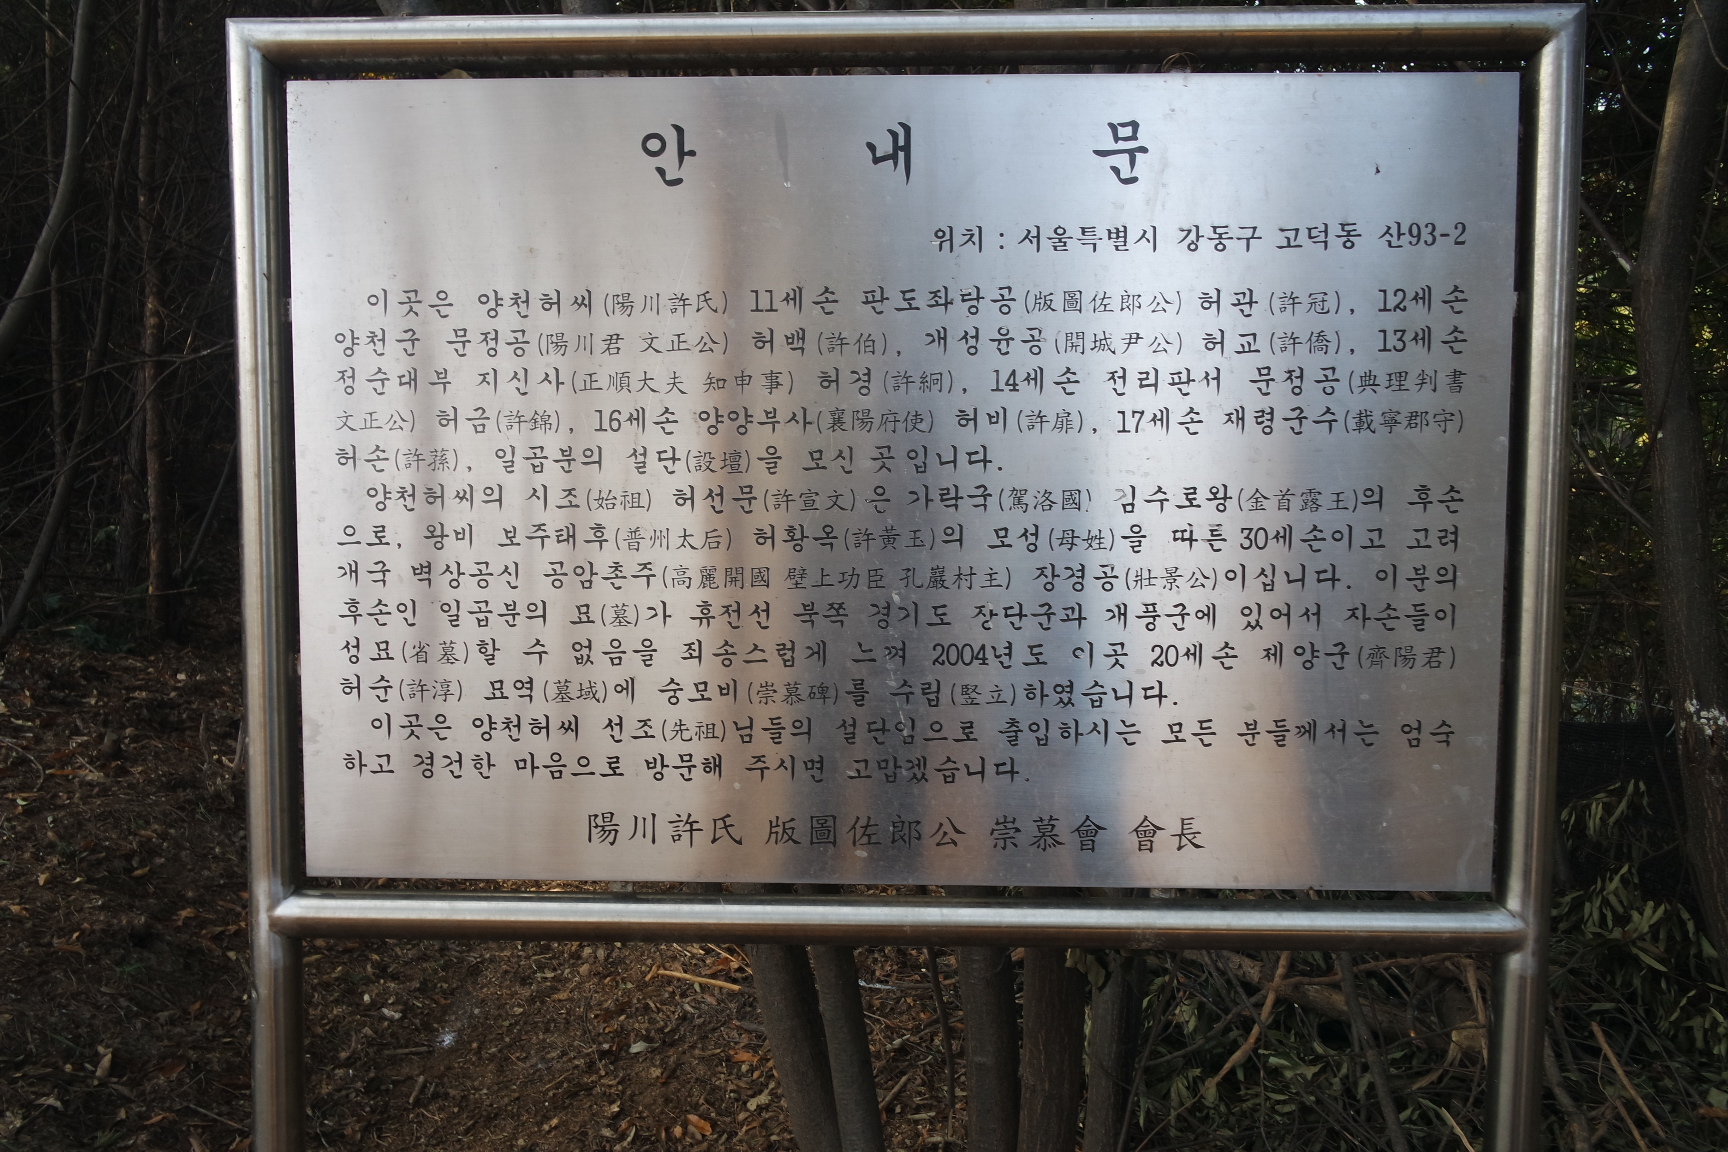 안 내 문
위치 : 서울특별시 강동구 고덕동 산93-2
이곳은 양천허씨(陽川許氏) 11세손 판도좌랑공(版圖佐郎公) 허관(許冠), 12세손
양천군 문정공(陽川君 文正公) 허백(許伯), 개성윤공(開城尹公) 허교(許僑), 13세손
정순대부 지신사(正順大夫 知申事) 허경(許絅), 14세손 전리판서 문정공(典理判書
文正公) 허금(許錦), 16세손 양양부사(襄陽府使) 허비(許扉), 17세손 재령군수(載寧郡守)
허손(許蓀), 일곱분의 설단(設壇)을 모신 곳입니다.
양천허씨의 시조(始祖) 허선문(許宣文)은 가락국(駕洛國) 김수로왕(金首露王)의 후손
으로, 왕비 보주태후(普州太后) 허황옥(許黃玉)의 모성(母姓)을 따른 30세손이고 고려
개국 벽상공신 공암촌주(高麗開國 壁上功臣 孔巖村主) 장경공(壯景公)이십니다. 이분의
후손인 일곱분의 묘(墓)가 휴전선 북쪽 경기도 장단군과 개풍군에 있어서 자손들이
성묘(省墓)할 수 없음을 죄송스럽게 느껴 2004년도 이곳 20세손 제양군(齊陽君)
허순(許淳) 묘역(墓域)에 숭모비(崇慕碑)를 수립(竪立)하였습니다.
이곳은 양천허씨 선조(先祖)님들의 설단임으로 출입하시는 모든 분들께서는 엄숙
하고 경건한 마음으로 방문해 주시면 고맙겠습니다.
陽川許氏 版圖佐郎公 崇慕會 會長